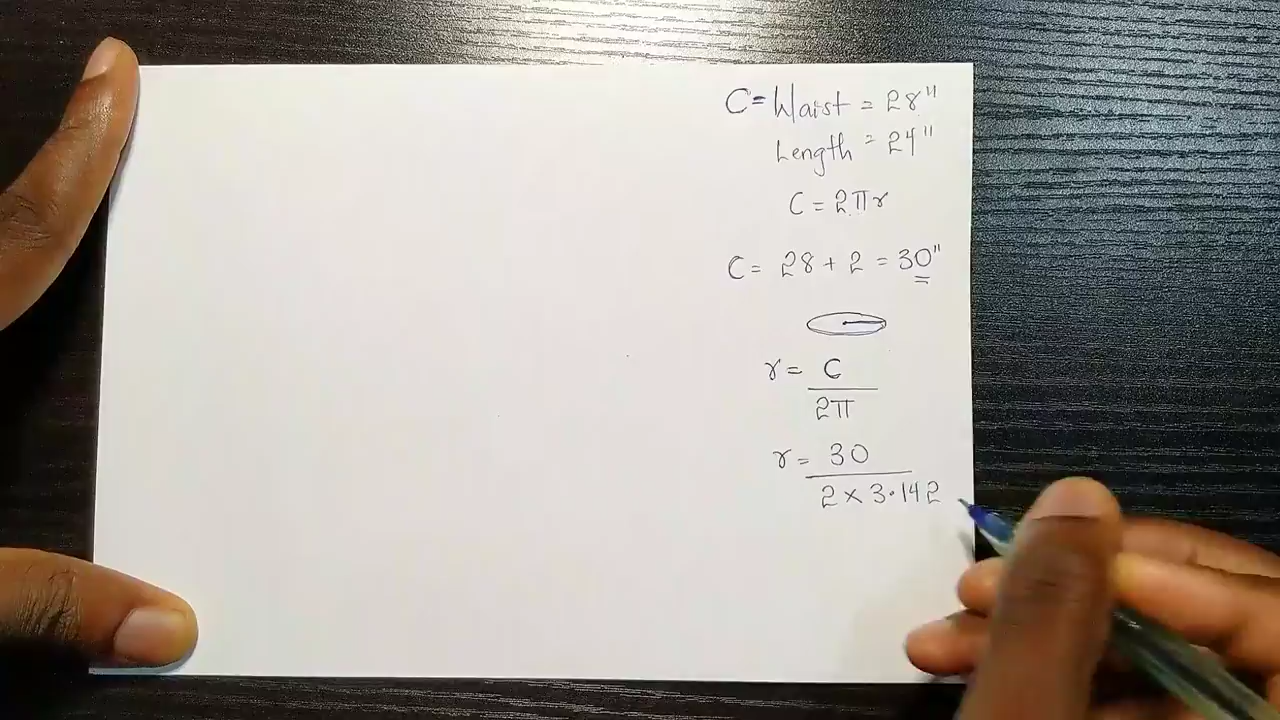 C = Waist = 28"
Length = 24"
C = 2πr
C = 28 + 2 = 30"
r = C
2π
r = 30
2 × 3.142